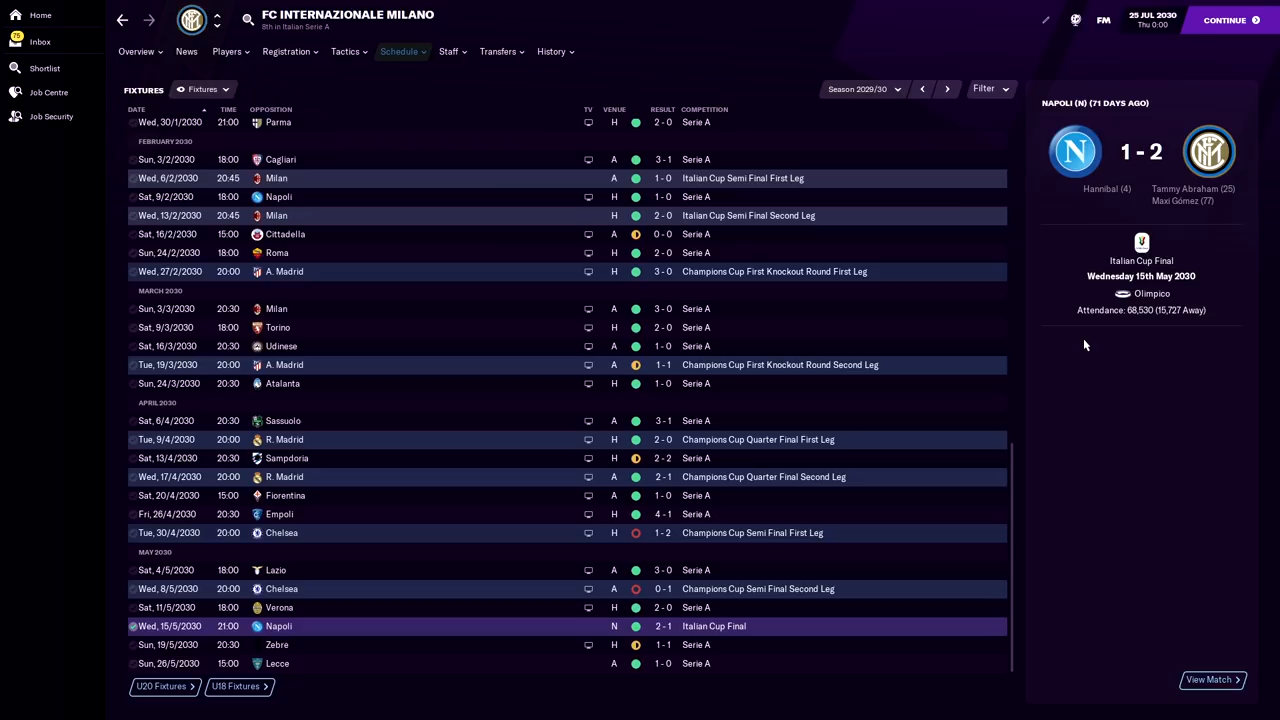 Home
FC INTERNAZIONALE MILANO
8th in Italian Serie A
FM
25 JUL 2030
Thu 0:00
CONTINUE
75
Inbox
Shortlist
Job Centre
Job Security
Overview
News
Players
Registration
Tactics
Schedule
Staff
Transfers
History
FIXTURES
Fixtures
Season 2029/30
Filter
DATE TIME OPPOSITION TV VENUE RESULT COMPETITION
Wed, 30/1/2030 21:00 Parma H 2 - 0 Serie A
FEBRUARY 2030
Sun, 3/2/2030 18:00 Cagliari A 3 - 1 Serie A
Wed, 6/2/2030 20:45 Milan A 1 - 0 Italian Cup Semi Final First Leg
Sat, 9/2/2030 18:00 Napoli H 1 - 0 Serie A
Wed, 13/2/2030 20:45 Milan H 2 - 0 Italian Cup Semi Final Second Leg
Sat, 16/2/2030 15:00 Cittadella A 0 - 0 Serie A
Sun, 24/2/2030 18:00 Roma H 2 - 0 Serie A
Wed, 27/2/2030 20:00 A. Madrid H 3 - 0 Champions Cup First Knockout Round First Leg
MARCH 2030
Sun, 3/3/2030 20:30 Milan A 3 - 0 Serie A
Sat, 9/3/2030 18:00 Torino H 2 - 0 Serie A
Sat, 16/3/2030 20:30 Udinese A 1 - 0 Serie A
Tue, 19/3/2030 20:00 A. Madrid A 1 - 1 Champions Cup First Knockout Round Second Leg
Sun, 24/3/2030 20:30 Atalanta H 1 - 0 Serie A
APRIL 2030
Sat, 6/4/2030 20:30 Sassuolo A 3 - 1 Serie A
Tue, 9/4/2030 20:00 R. Madrid H 2 - 0 Champions Cup Quarter Final First Leg
Sat, 13/4/2030 20:30 Sampdoria H 2 - 2 Serie A
Wed, 17/4/2030 20:00 R. Madrid A 2 - 1 Champions Cup Quarter Final Second Leg
Sat, 20/4/2030 15:00 Fiorentina A 1 - 0 Serie A
Fri, 26/4/2030 20:30 Empoli H 4 - 1 Serie A
Tue, 30/4/2030 20:00 Chelsea H 1 - 2 Champions Cup Semi Final First Leg
MAY 2030
Sat, 4/5/2030 18:00 Lazio A 3 - 0 Serie A
Wed, 8/5/2030 20:00 Chelsea A 0 - 1 Champions Cup Semi Final Second Leg
Sat, 11/5/2030 18:00 Verona H 2 - 0 Serie A
Wed, 15/5/2030 21:00 Napoli N 2 - 1 Italian Cup Final
Sun, 19/5/2030 20:30 Zebre H 1 - 1 Serie A
Sun, 26/5/2030 15:00 Lecce A 1 - 0 Serie A
U20 Fixtures
U18 Fixtures
NAPOLI (N) (71 DAYS AGO)
1 - 2
Hannibal (4)
Tammy Abraham (25)
Maxi Gómez (77)
Italian Cup Final
Wednesday 15th May 2030
Olimpico
Attendance: 68,530 (15,727 Away)
View Match